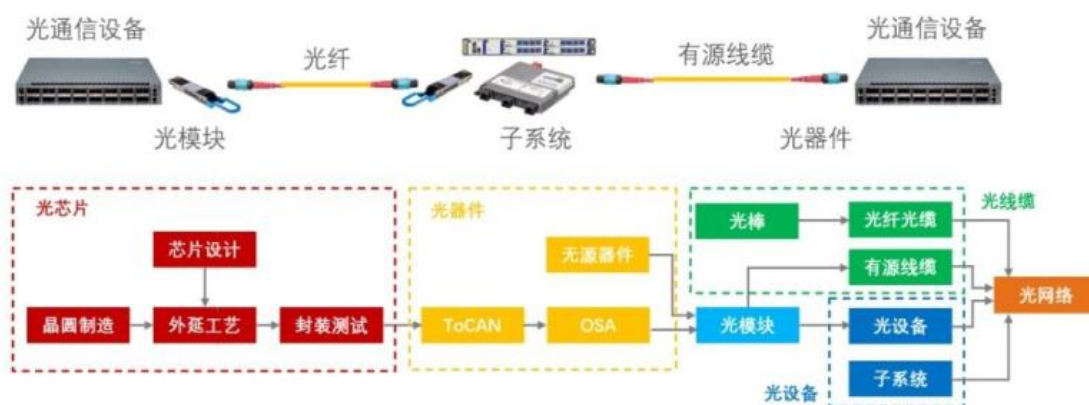 光通信设备
光纤
有源线缆
光通信设备
光模块
子系统
光器件
光芯片
芯片设计
晶圆制造
外延工艺
封装测试
光器件
无源器件
ToCAN
OSA
光模块
光线缆
光棒
光纤光缆
有源线缆
光网络
光设备
子系统
光设备